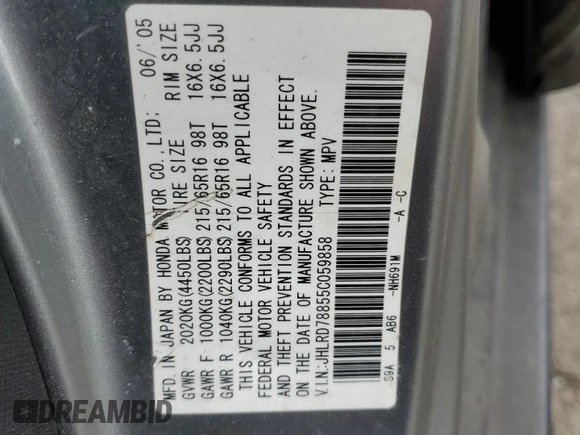 MFD. IN JAPAN BY HONDA MOTOR CO., LTD; 06/'05
GVWR 2020KG(4450LBS) TIRE SIZE RIM SIZE
GAWR F: 1000KG(2200LBS) 215/65R16 98T 16X6.5JJ
GAWR R 1040KG(2290LBS) 215/65R16 98T 16X6.5JJ
THIS VEHICLE CONFORMS TO ALL APPLICABLE
FEDERAL MOTOR VEHICLE SAFETY
AND THEFT PREVENTION STANDARDS IN EFFECT
ON THE DATE OF MANUFACTURE SHOWN ABOVE.
V.I.N:JHLRD78855C059858 TYPE: MPV
S9A 5 AB6 -NH691M -A -C
DREAMBID